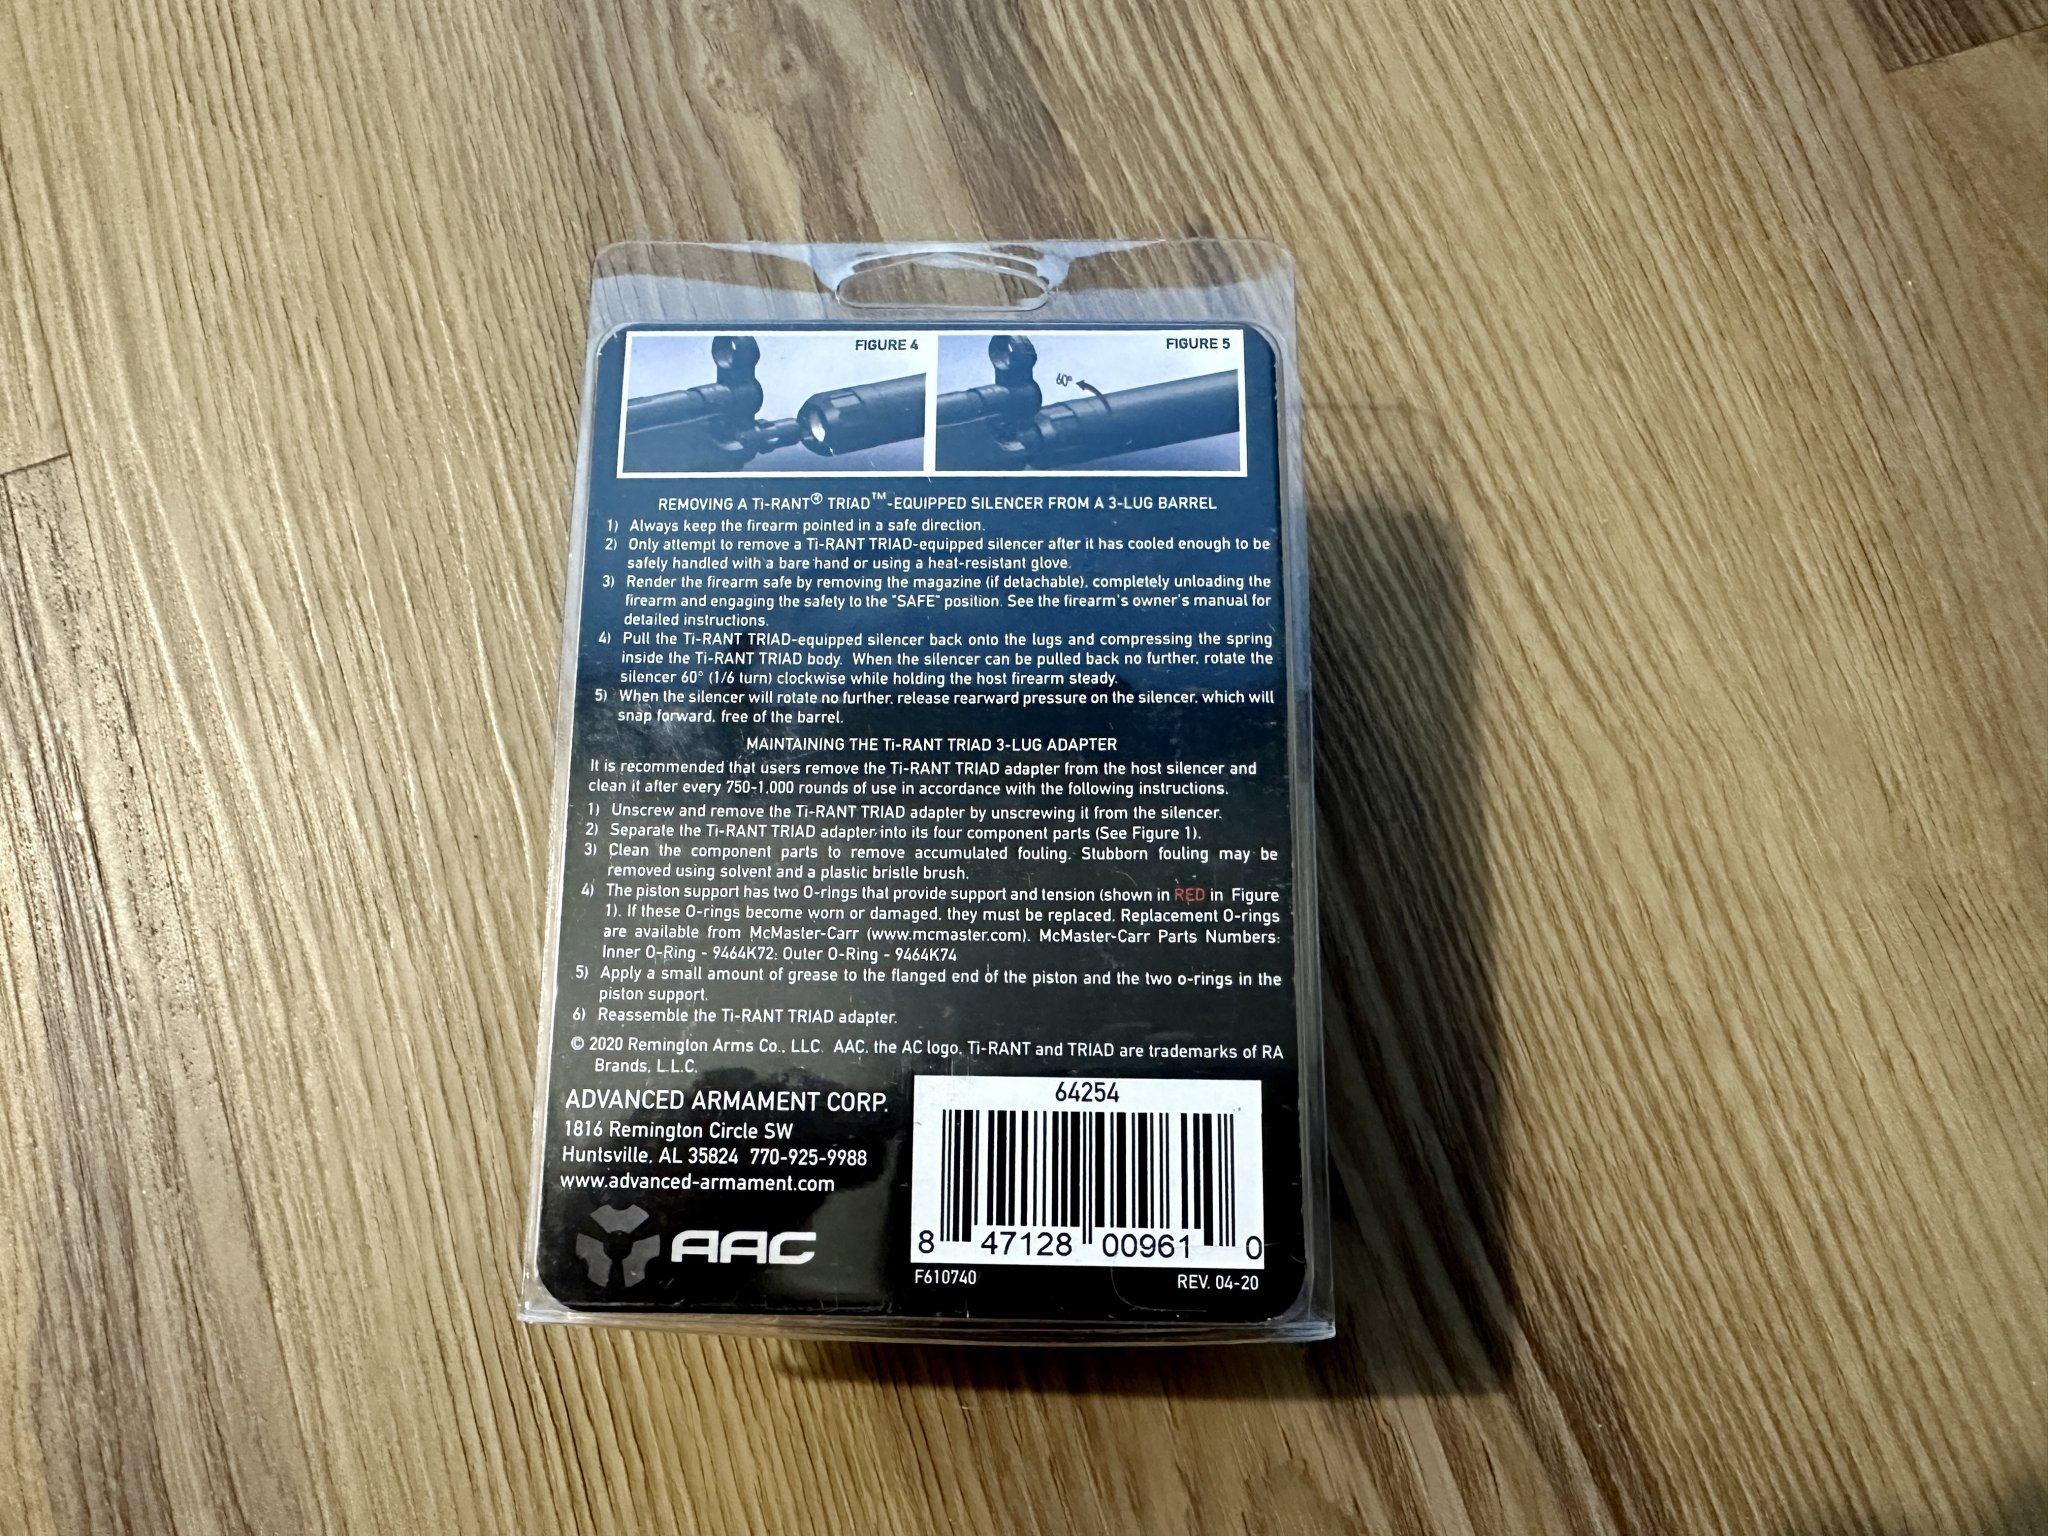 FIGURE 4
FIGURE 5
60°
REMOVING A Ti-RANT® TRIAD™-EQUIPPED SILENCER FROM A 3-LUG BARREL
1) Always keep the firearm pointed in a safe direction.
2) Only attempt to remove a Ti-RANT TRIAD-equipped silencer after it has cooled enough to be
safely handled with a bare hand or using a heat-resistant glove.
3) Render the firearm safe by removing the magazine (if detachable), completely unloading the
firearm and engaging the safety to the "SAFE" position. See the firearm's owner's manual for
detailed instructions.
4) Pull the Ti-RANT TRIAD-equipped silencer back onto the lugs and compressing the spring
inside the Ti-RANT TRIAD body. When the silencer can be pulled back no further, rotate the
silencer 60° (1/6 turn) clockwise while holding the host firearm steady.
5) When the silencer will rotate no further, release rearward pressure on the silencer, which will
snap forward, free of the barrel.
MAINTAINING THE Ti-RANT TRIAD 3-LUG ADAPTER
It is recommended that users remove the Ti-RANT TRIAD adapter from the host silencer and
clean it after every 750-1,000 rounds of use in accordance with the following instructions.
1) Unscrew and remove the Ti-RANT TRIAD adapter by unscrewing it from the silencer.
2) Separate the Ti-RANT TRIAD adapter into its four component parts (See Figure 1).
3) Clean the component parts to remove accumulated fouling. Stubborn fouling may be
removed using solvent and a plastic bristle brush.
4) The piston support has two O-rings that provide support and tension (shown in RED in Figure
1). If these O-rings become worn or damaged, they must be replaced. Replacement O-rings
are available from McMaster-Carr (www.mcmaster.com). McMaster-Carr Parts Numbers:
Inner O-Ring - 9464K72; Outer O-Ring - 9464K74
5) Apply a small amount of grease to the flanged end of the piston and the two o-rings in the
piston support.
6) Reassemble the Ti-RANT TRIAD adapter.
© 2020 Remington Arms Co., LLC. AAC, the AC logo, Ti-RANT and TRIAD are trademarks of RA
Brands, L.L.C.
ADVANCED ARMAMENT CORP.
1816 Remington Circle SW
Huntsville, AL 35824 770-925-9988
www.advanced-armament.com
AAC
64254
8 47128 00961 0
F610740
REV. 04-20